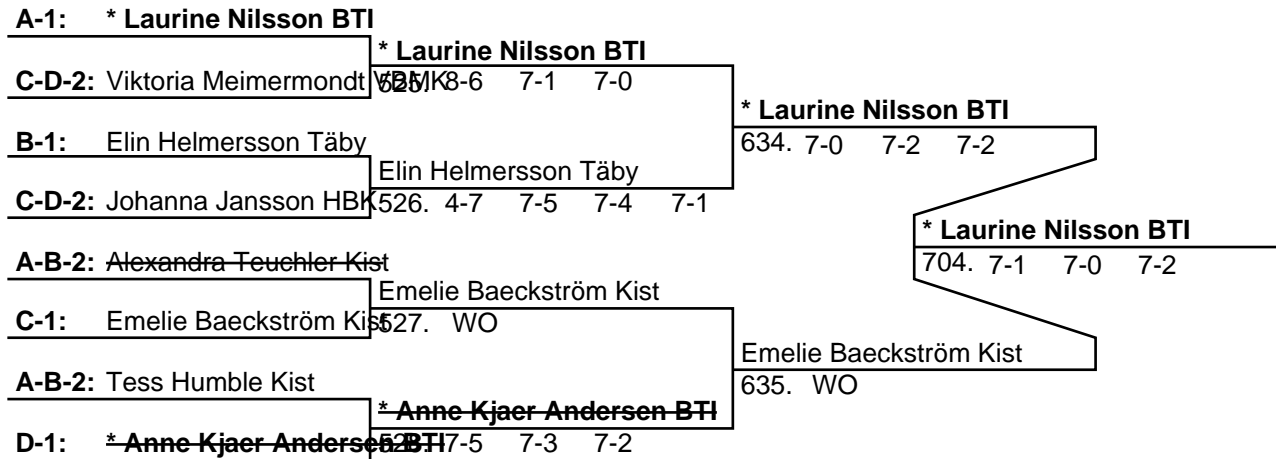 A-1: * Laurine Nilsson BTI
* Laurine Nilsson BTI
C-D-2: Viktoria Meimermondt VBMK
525. 8-6 7-1 7-0
* Laurine Nilsson BTI
B-1: Elin Helmersson Täby
634. 7-0 7-2 7-2
Elin Helmersson Täby
C-D-2: Johanna Jansson HBK
526. 4-7 7-5 7-4 7-1
* Laurine Nilsson BTI
A-B-2: Alexandra Teuchler Kist
704. 7-1 7-0 7-2
Emelie Baeckström Kist
C-1: Emelie Baeckström Kist
527. WO
Emelie Baeckström Kist
A-B-2: Tess Humble Kist
635. WO
* Anne Kjaer Andersen BTI
D-1: * Anne Kjaer Andersen BTI
528. 7-5 7-3 7-2